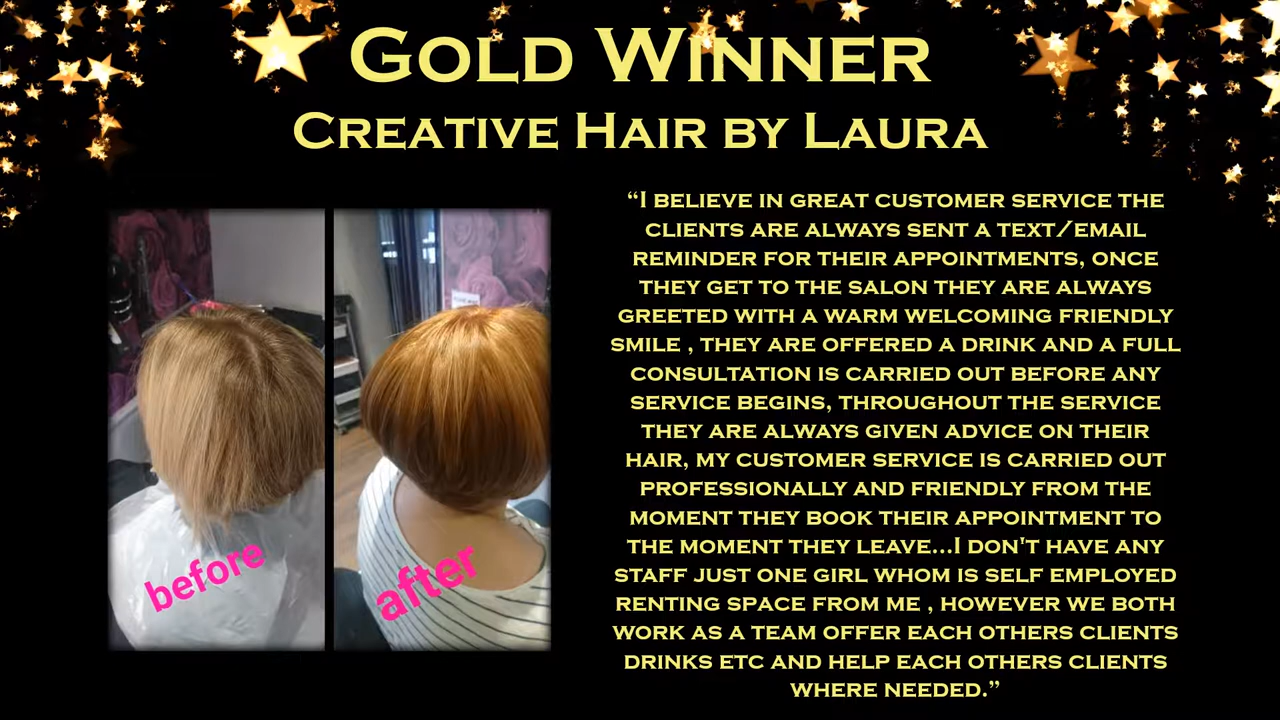 Gold Winner
Creative Hair by Laura
“I believe in great customer service the
clients are always sent a text/email
reminder for their appointments, once
they get to the salon they are always
greeted with a warm welcoming friendly
smile , they are offered a drink and a full
consultation is carried out before any
service begins, throughout the service
they are always given advice on their
hair, my customer service is carried out
professionally and friendly from the
moment they book their appointment to
the moment they leave...I don't have any
staff just one girl whom is self employed
renting space from me , however we both
work as a team offer each others clients
drinks etc and help each others clients
where needed.”
before
after